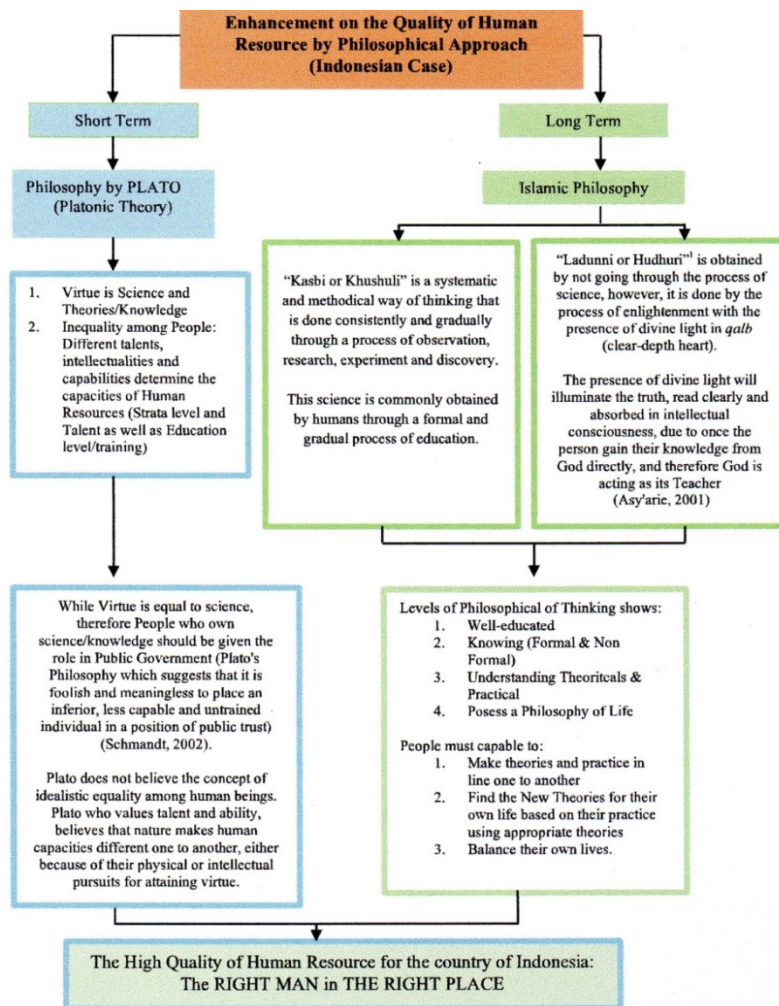 Enhancement on the Quality of Human
Resource by Philosophical Approach
(Indonesian Case)
Short Term
Long Term
Philosophy by PLATO
(Platonic Theory)
Islamic Philosophy
1. Virtue is Science and
Theories/Knowledge
2. Inequality among People:
Different talents,
intellectualities and
capabilities determine the
capacities of Human
Resources (Strata level and
Talent as well as Education
level/training)
“Kasbi or Khushuli” is a systematic
and methodical way of thinking that
is done consistently and gradually
through a process of observation,
research, experiment and discovery.
This science is commonly obtained
by humans through a formal and
gradual process of education.
“Ladunni or Hudhuri”¹ is obtained
by not going through the process of
science, however, it is done by the
process of enlightenment with the
presence of divine light in qalb
(clear-depth heart).
The presence of divine light will
illuminate the truth, read clearly and
absorbed in intellectual
consciousness, due to once the
person gain their knowledge from
God directly, and therefore God is
acting as its Teacher
(Asy'arie, 2001)
While Virtue is equal to science,
therefore People who own
science/knowledge should be given
the role in Public Government (Plato's
Philosophy which suggests that it is
foolish and meaningless to place an
inferior, less capable and untrained
individual in a position of public trust)
(Schmandt, 2002).
Plato does not believe the concept of
idealistic equality among human beings.
Plato who values talent and ability,
believes that nature makes human
capacities different one to another, either
because of their physical or intellectual
pursuits for attaining virtue.
Levels of Philosophical of Thinking shows:
1. Well-educated
2. Knowing (Formal & Non
Formal)
3. Understanding Theoritcals &
Practical
4. Posess a Philosophy of Life
People must capable to:
1. Make theories and practice in
line one to another
2. Find the New Theories for their
own life based on their practice
using appropriate theories
3. Balance their own lives.
The High Quality of Human Resource for the country of Indonesia:
The RIGHT MAN in THE RIGHT PLACE